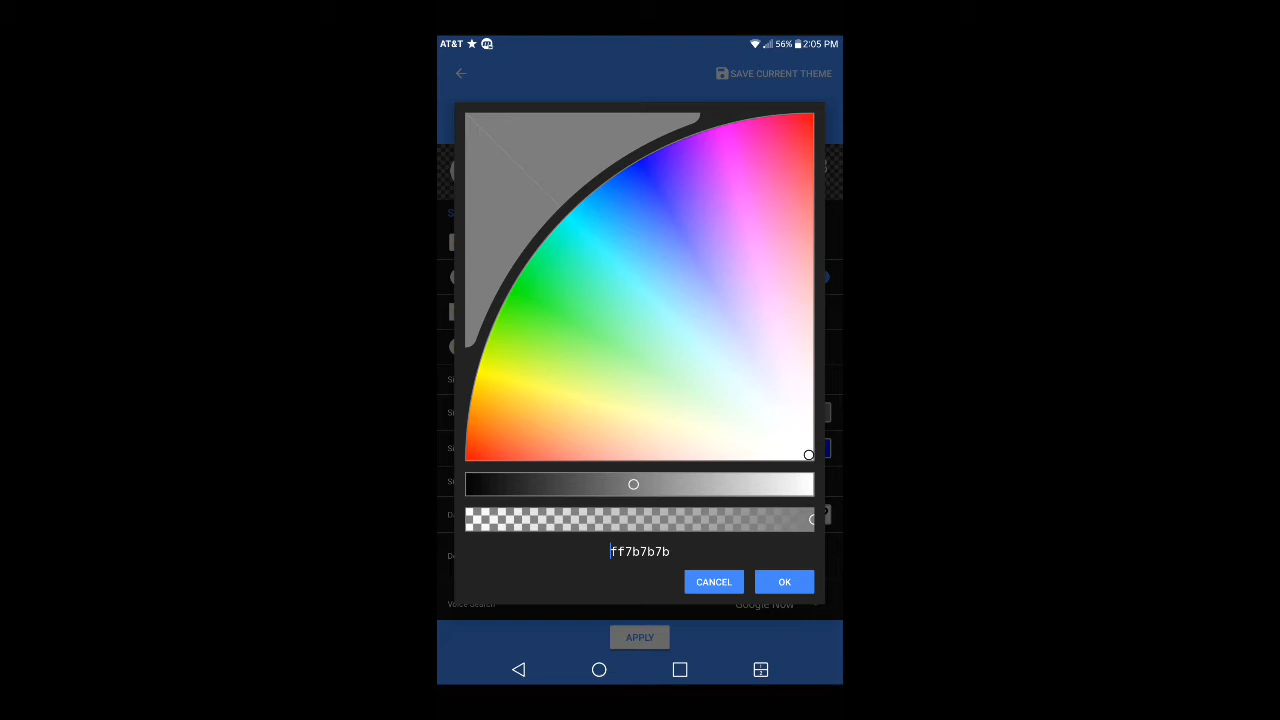 AT&T 56% 2:05 PM
SAVE CURRENT THEME
ff7b7b7b
CANCEL OK
Voice Search Google Now
APPLY